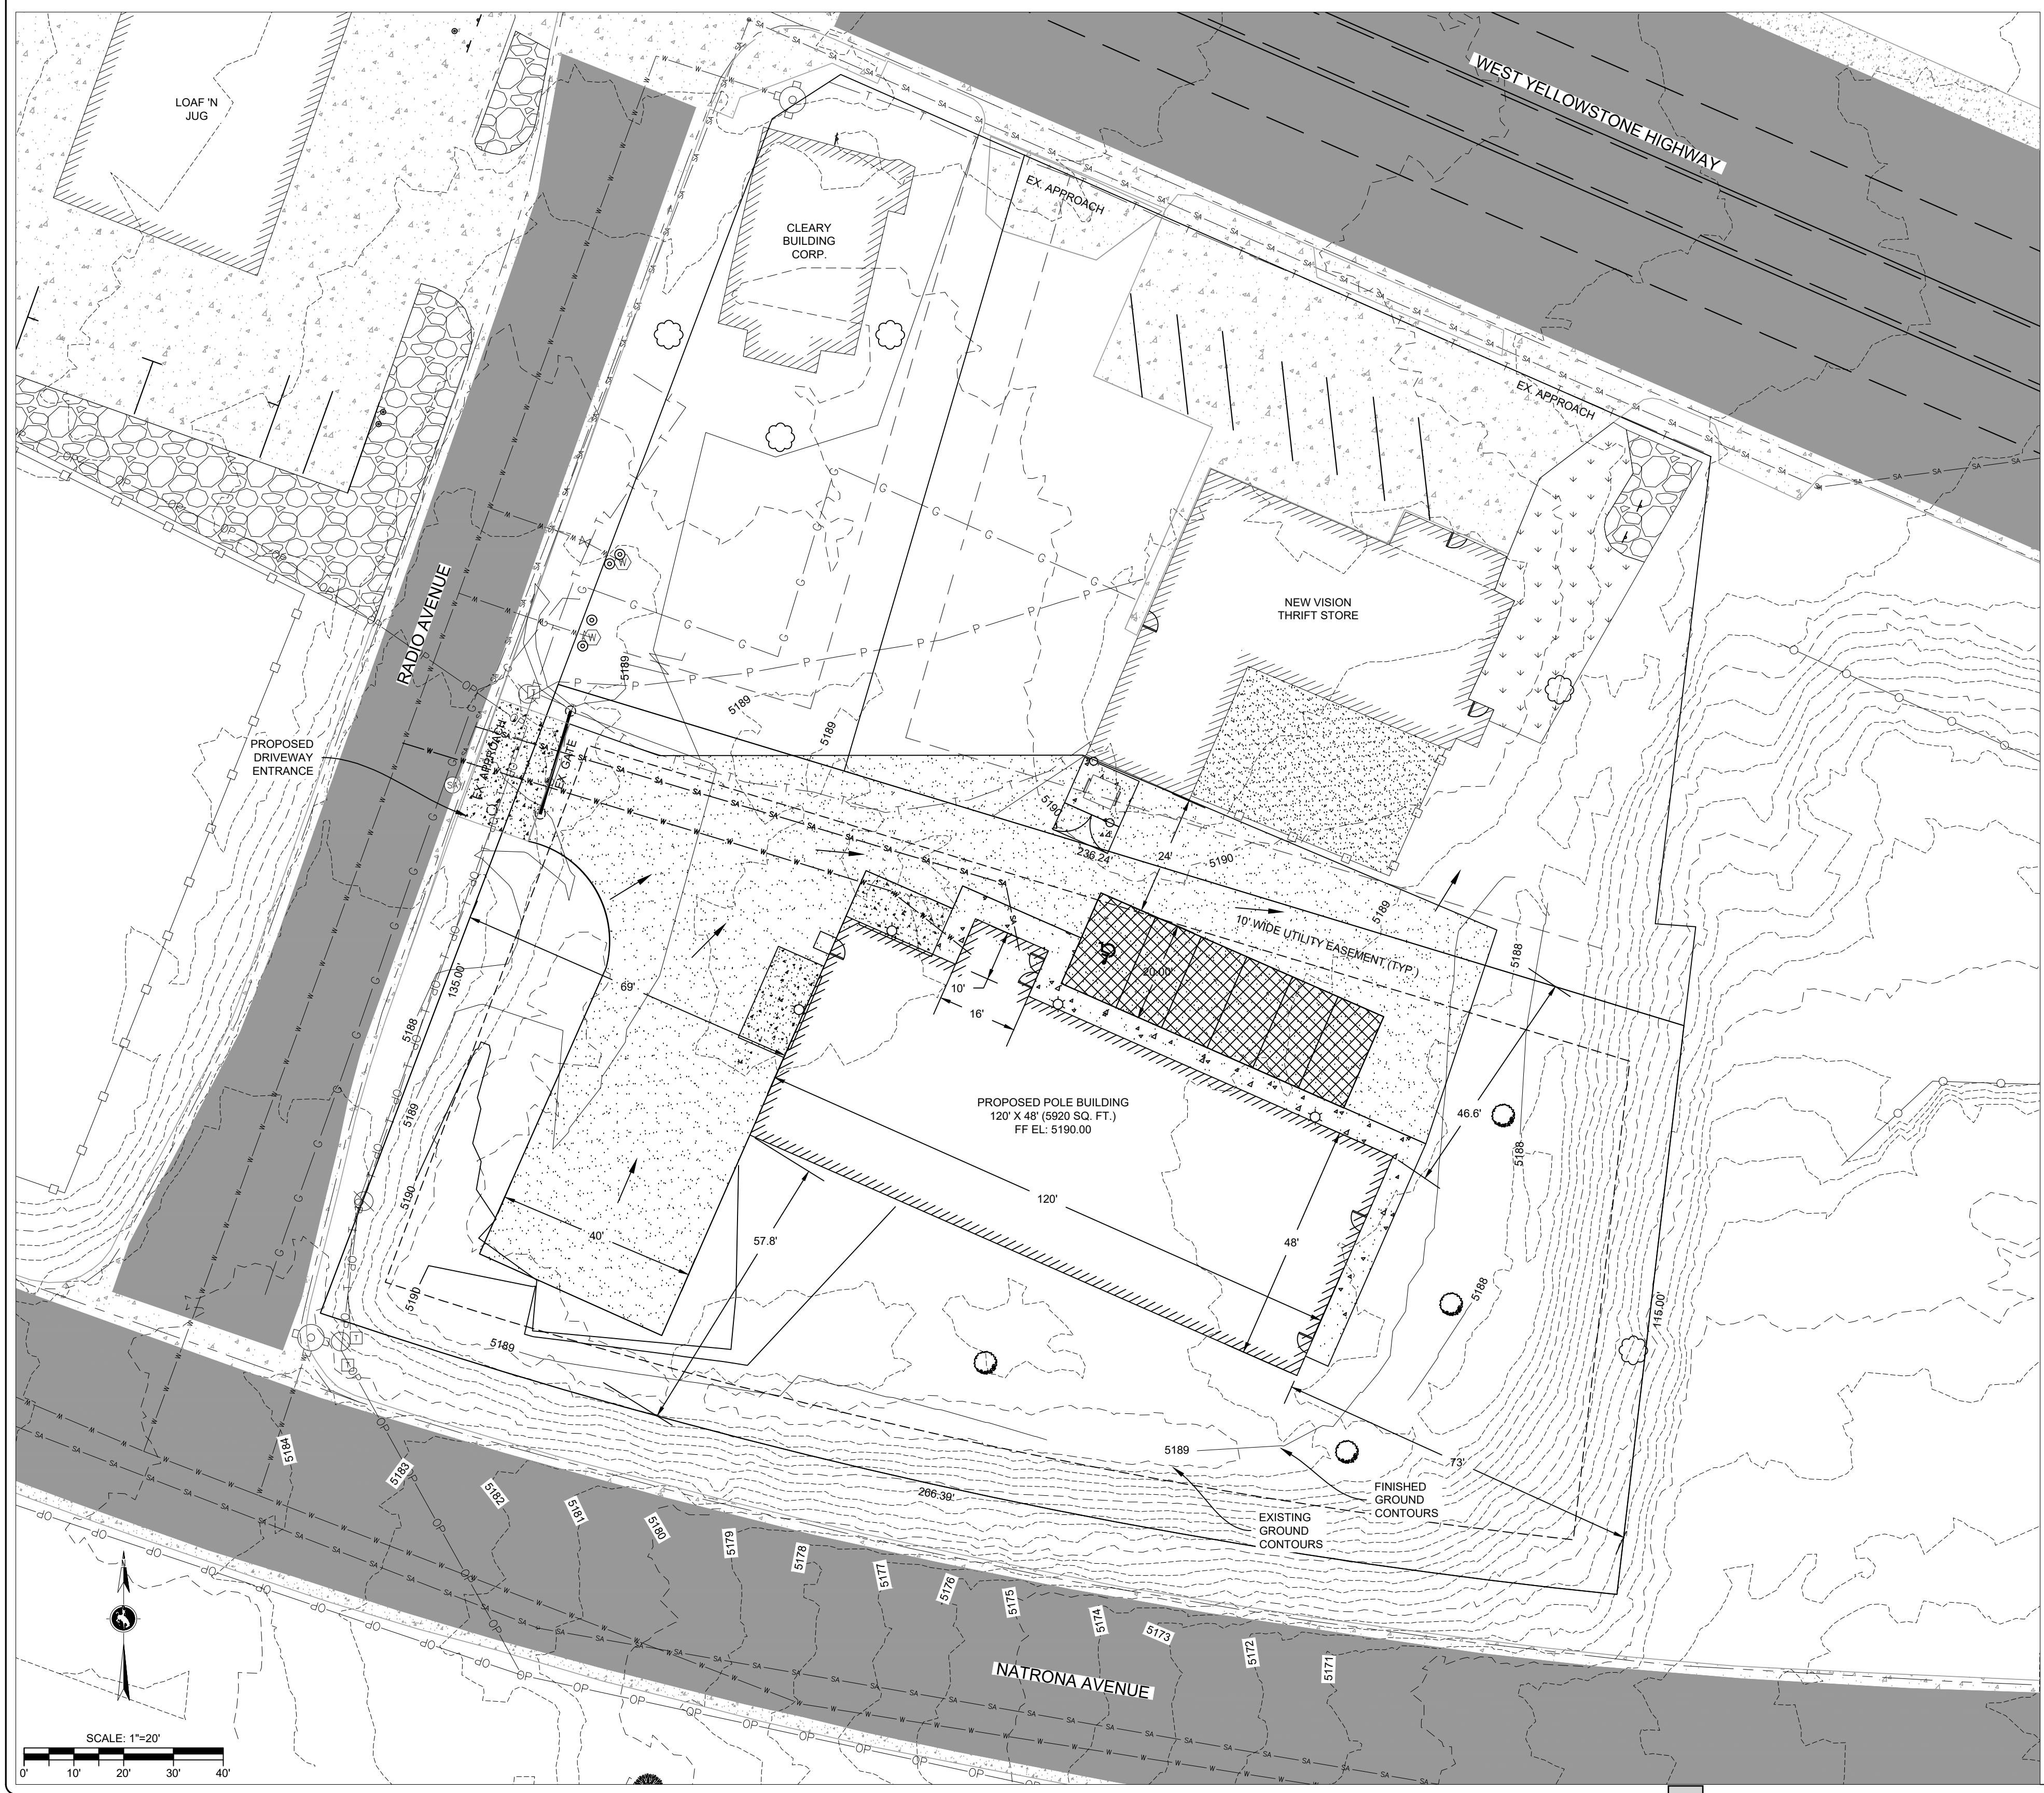 WEST YELLOWSTONE HIGHWAY
LOAF 'N
JUG
EX. APPROACH
CLEARY
BUILDING
CORP.
EX. APPROACH
RADIO AVENUE
NEW VISION
THRIFT STORE
5189
5189
5189
PROPOSED
DRIVEWAY
ENTRANCE
EX APPROACH
EX. GATE
5190
236.24'
24'
5190
5189
10' WIDE UTILITY EASEMENT (TYP.)
5188
135.00'
69'
20.00'
10'
16'
5188
5189
5190
PROPOSED POLE BUILDING
120' X 48' (5920 SQ. FT.)
FF EL: 5190.00
46.6'
5188
120'
40'
57.8'
48'
5190
5188
115.00'
5189
5189
73'
FINISHED
GROUND
CONTOURS
266.39'
EXISTING
GROUND
CONTOURS
5184
5183
5182
5181
5180
5179
5178
5177
5176
5175
5174
5173
5172
5171
NATRONA AVENUE
SCALE: 1"=20'
0' 10' 20' 30' 40'